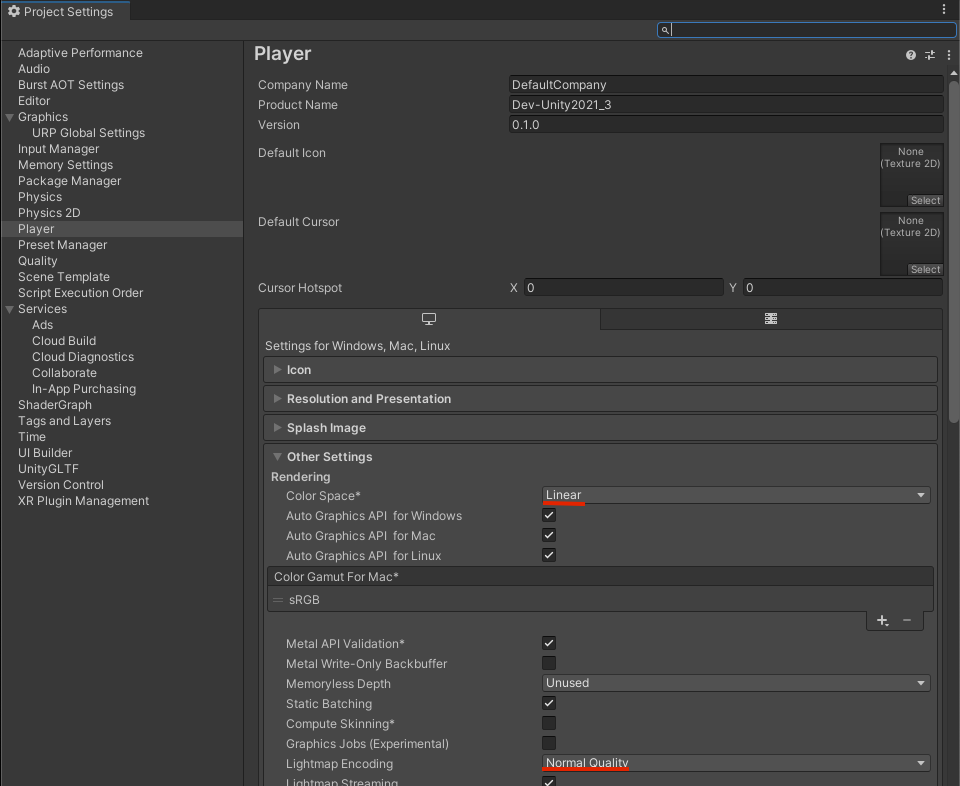 Project Settings
Adaptive Performance
Audio
Burst AOT Settings
Editor
Graphics
URP Global Settings
Input Manager
Memory Settings
Package Manager
Physics
Physics 2D
Player
Preset Manager
Quality
Scene Template
Script Execution Order
Services
Ads
Cloud Build
Cloud Diagnostics
Collaborate
In-App Purchasing
ShaderGraph
Tags and Layers
Time
UI Builder
UnityGLTF
Version Control
XR Plugin Management
Player
Company Name DefaultCompany
Product Name Dev-Unity2021_3
Version 0.1.0
Default Icon
None
(Texture 2D)
Select
Default Cursor
None
(Texture 2D)
Select
Cursor Hotspot X 0 Y 0
Settings for Windows, Mac, Linux
Icon
Resolution and Presentation
Splash Image
Other Settings
Rendering
Color Space* Linear
Auto Graphics API for Windows
Auto Graphics API for Mac
Auto Graphics API for Linux
Color Gamut For Mac*
sRGB
Metal API Validation*
Metal Write-Only Backbuffer
Memoryless Depth Unused
Static Batching
Compute Skinning*
Graphics Jobs (Experimental)
Lightmap Encoding Normal Quality
Lightmap Streaming